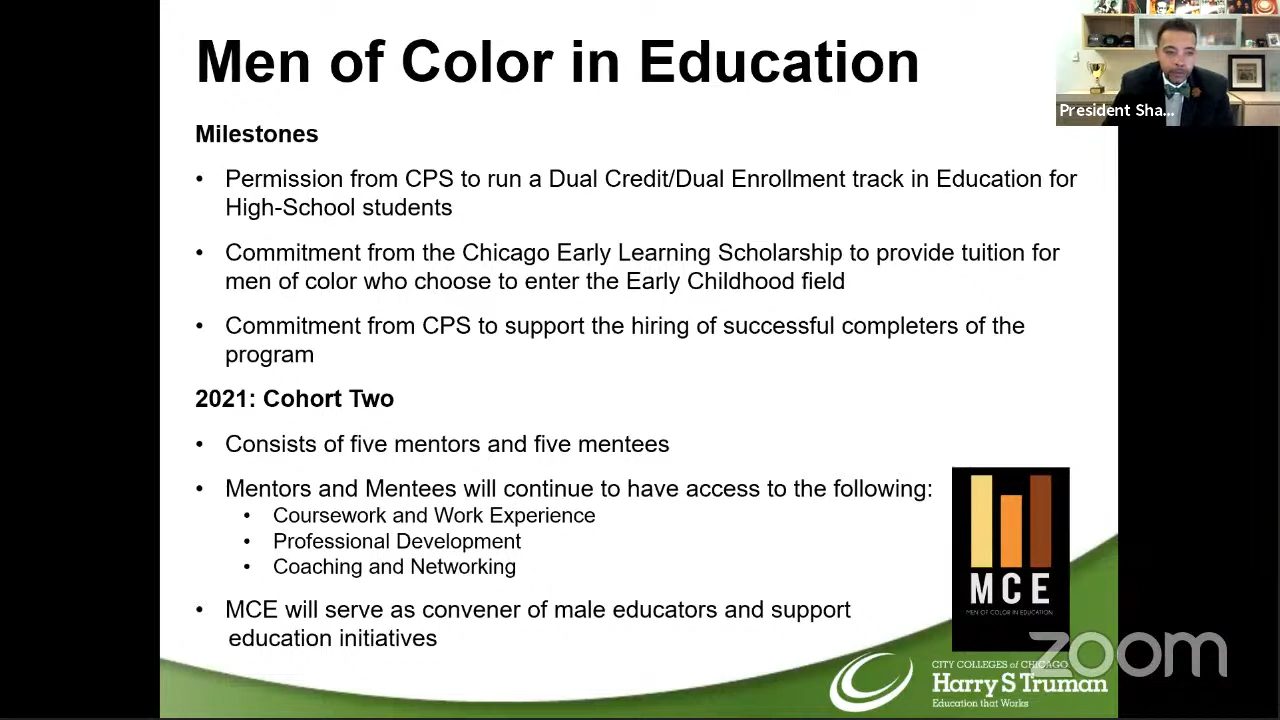 Men of Color in Education
President Sha...
Milestones
• Permission from CPS to run a Dual Credit/Dual Enrollment track in Education for
High-School students
• Commitment from the Chicago Early Learning Scholarship to provide tuition for
men of color who choose to enter the Early Childhood field
• Commitment from CPS to support the hiring of successful completers of the
program
2021: Cohort Two
• Consists of five mentors and five mentees
• Mentors and Mentees will continue to have access to the following:
• Coursework and Work Experience
• Professional Development
• Coaching and Networking
• MCE will serve as convener of male educators and support
education initiatives
MCE
MEN OF COLOR IN EDUCATION
zoom
CITY COLLEGES of CHICAGO
Harry S Truman
Education that Works